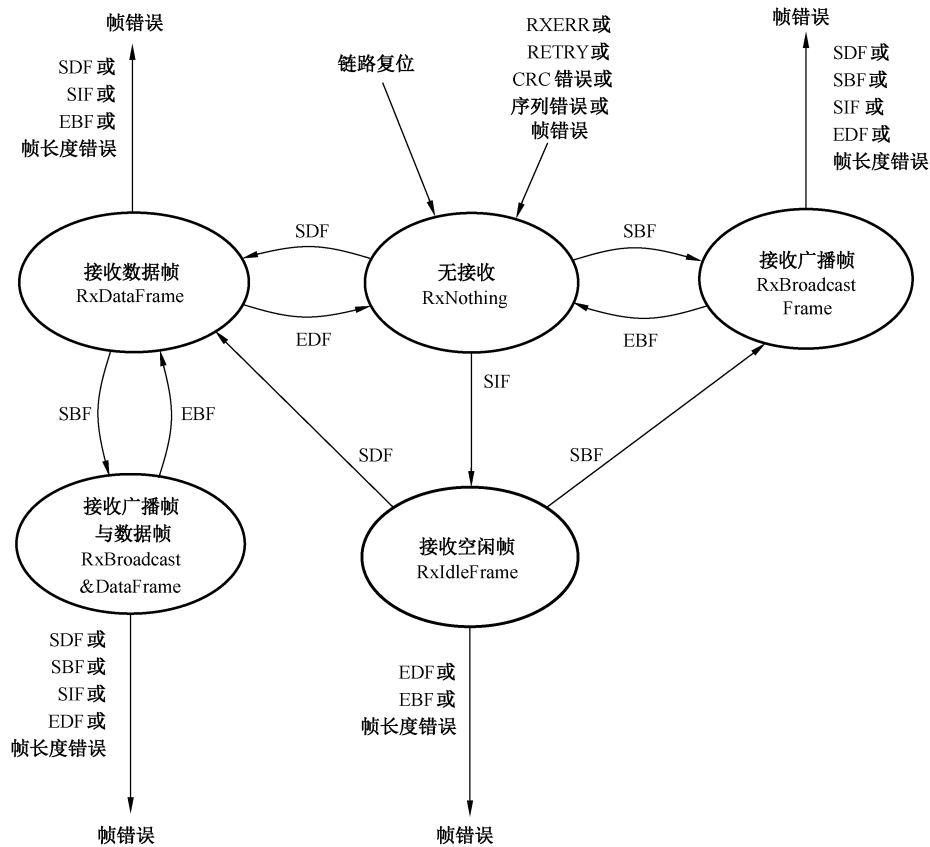 帧错误
SDF 或
SIF 或
EBF 或
帧长度错误
链路复位
RXERR 或
RETRY 或
CRC 错误或
序列错误或
帧错误
帧错误
SDF 或
SBF 或
SIF 或
EDF 或
帧长度错误
接收数据帧
RxDataFrame
SDF
EDF
无接收
RxNothing
SBF
EBF
接收广播帧
RxBroadcast
Frame
SIF
SBF
EBF
SDF
SBF
接收广播帧
与数据帧
RxBroadcast
&DataFrame
接收空闲帧
RxIdleFrame
SDF 或
SBF 或
SIF 或
EDF 或
帧长度错误
帧错误
EDF 或
EBF 或
帧长度错误
帧错误